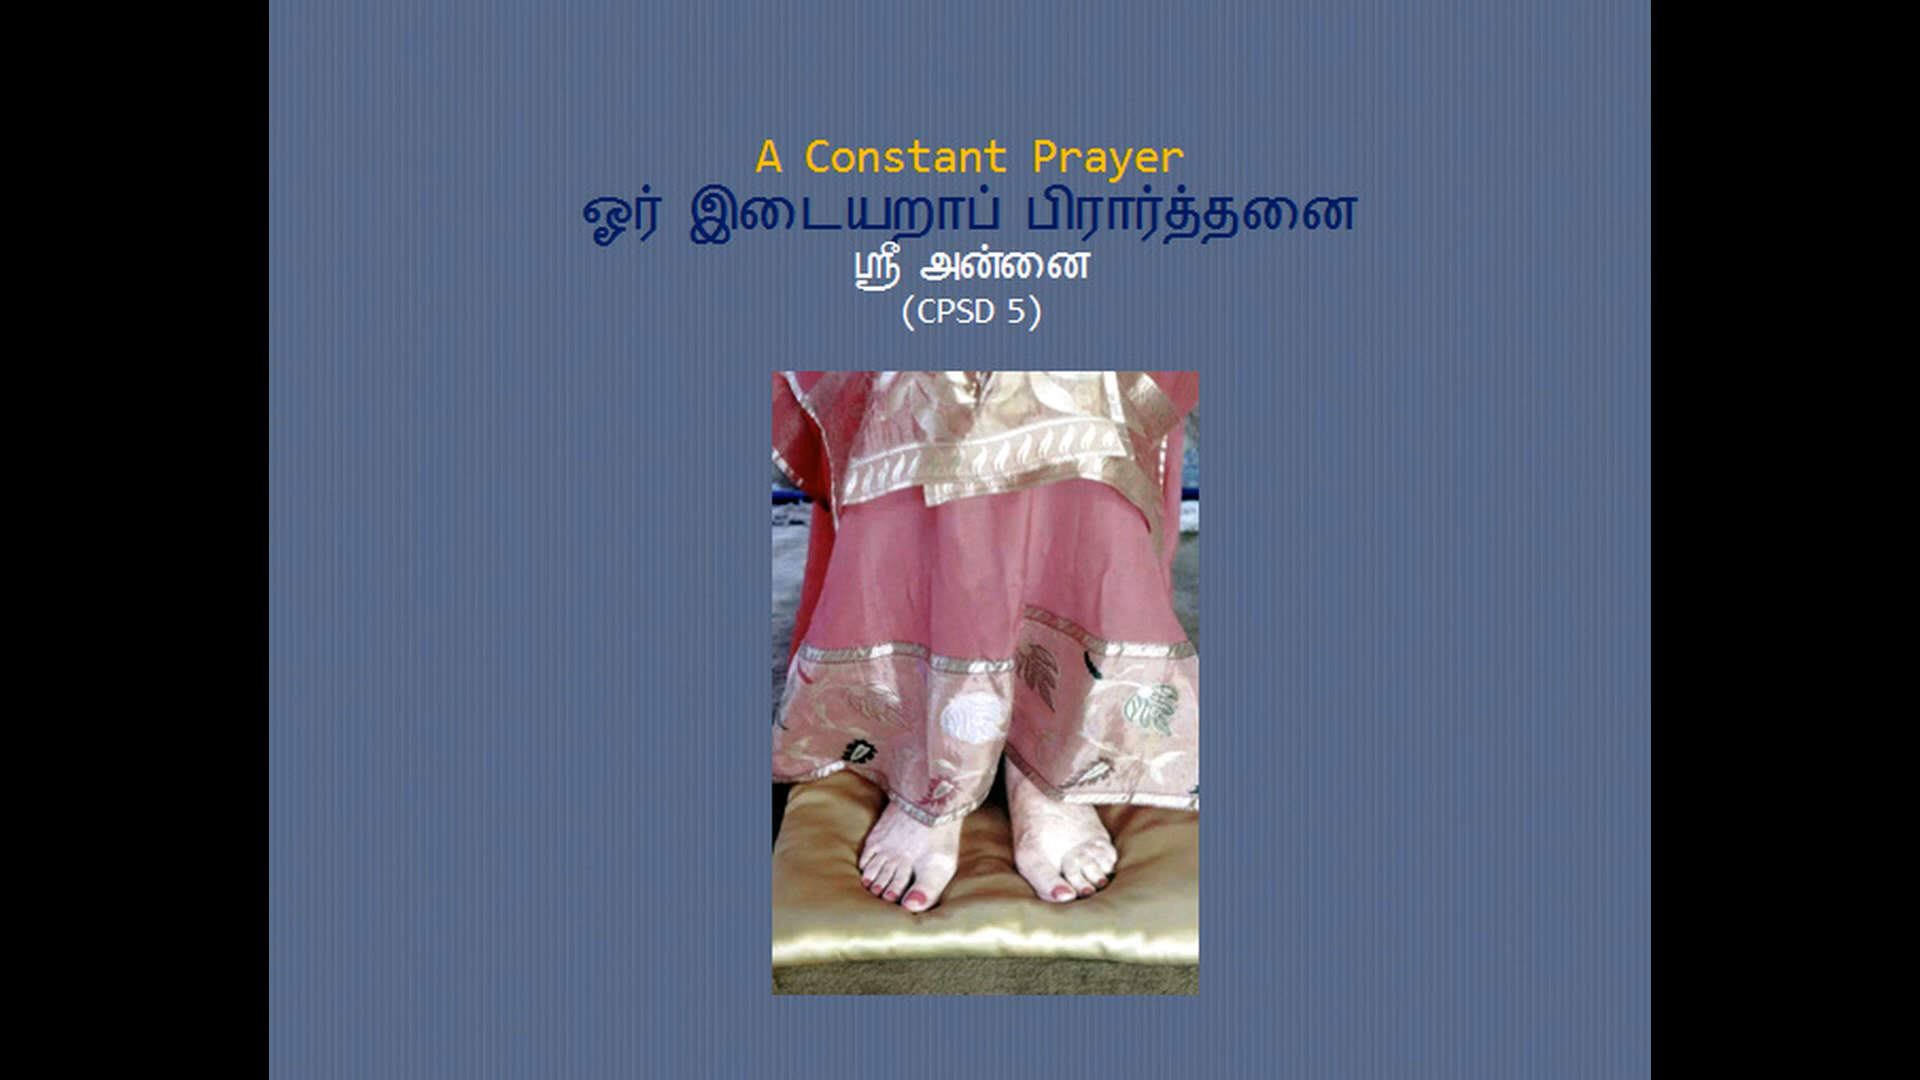 A Constant Prayer
ஓர் இடையறாப் பிரார்த்தனை
ஸ்ரீ அன்னை
(CPSD 5)